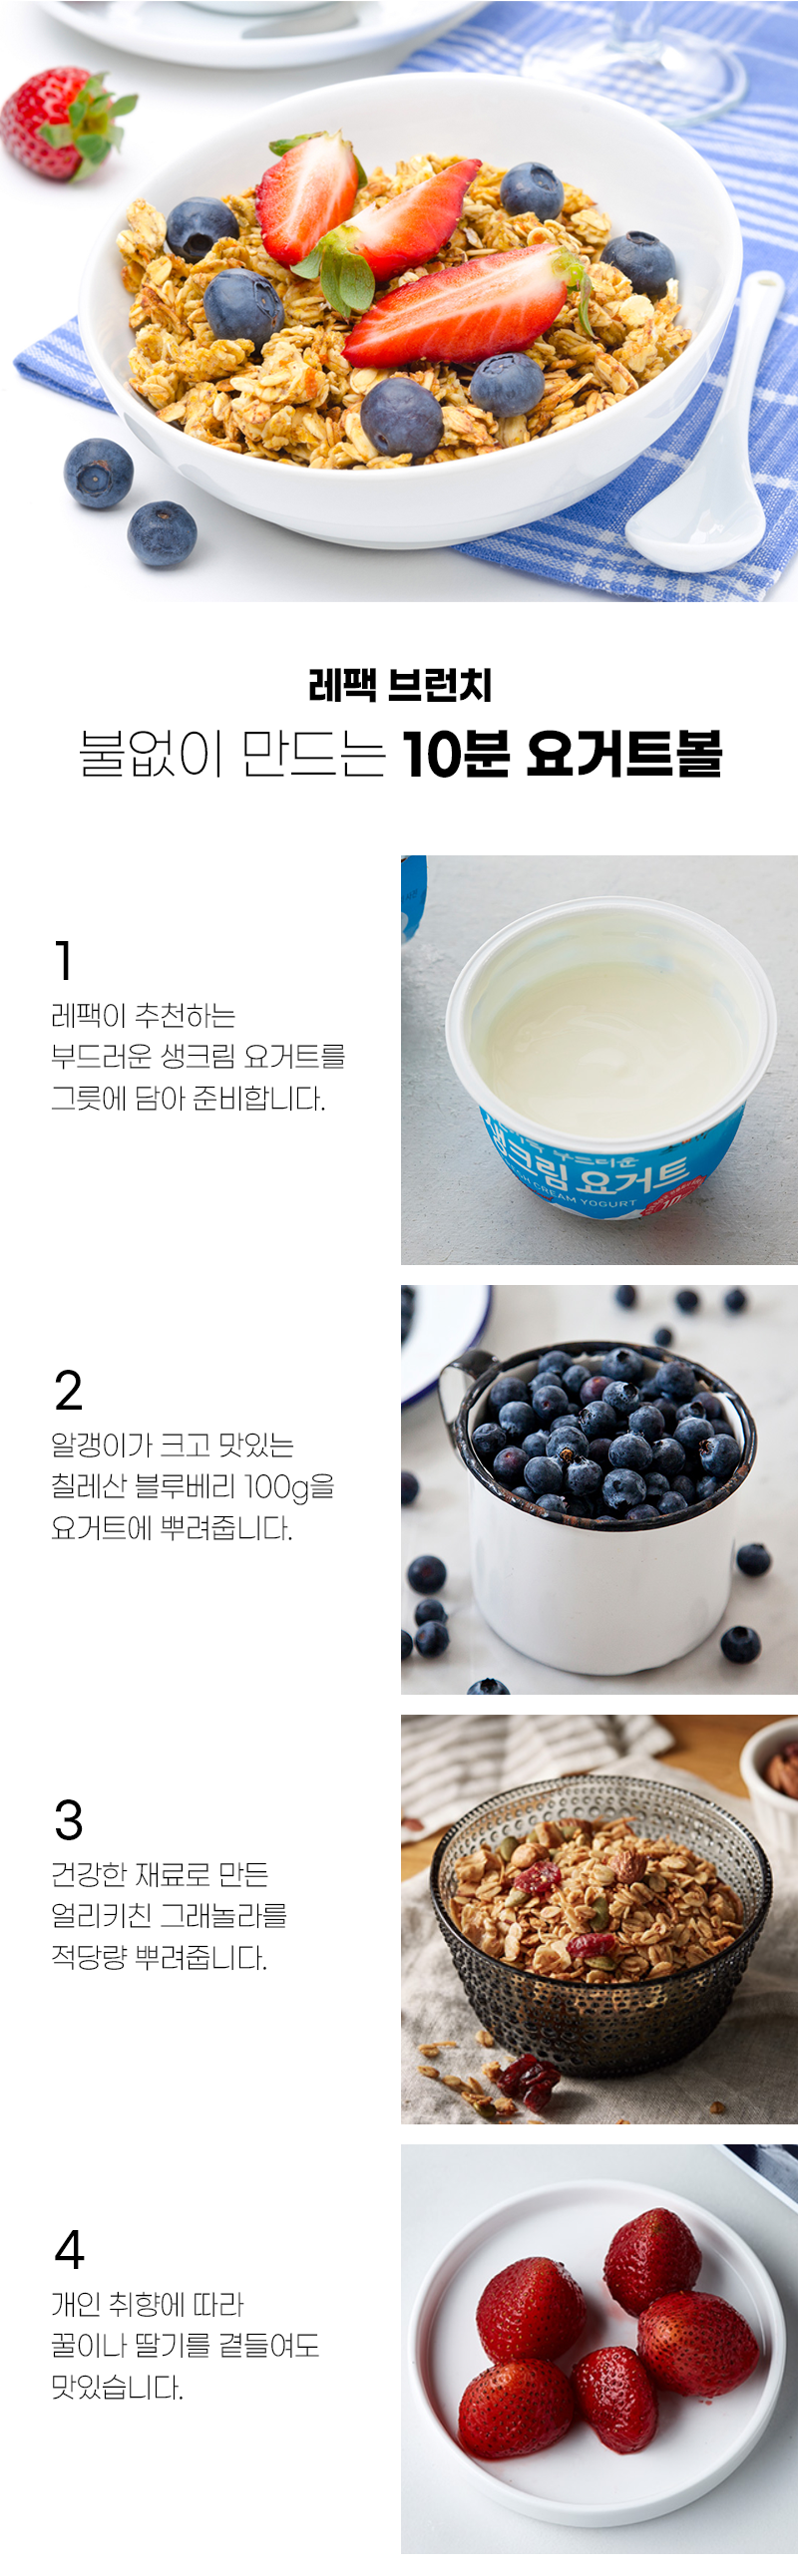 레팩 브런치
불없이 만드는 10분 요거트볼
1
레팩이 추천하는
부드러운 생크림 요거트를
그릇에 담아 준비합니다.
부드러운
생크림 요거트
CREAM YOGURT
2
알갱이가 크고 맛있는
칠레산 블루베리 100g을
요거트에 뿌려줍니다.
3
건강한 재료로 만든
얼리키친 그래놀라를
적당량 뿌려줍니다.
4
개인 취향에 따라
꿀이나 딸기를 곁들여도
맛있습니다.